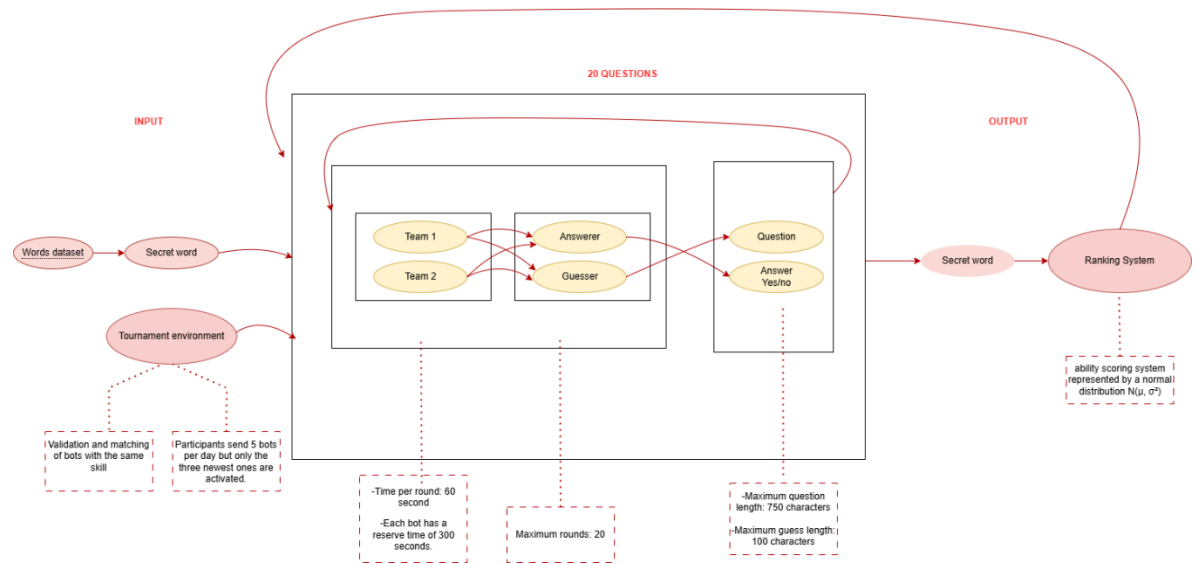 20 QUESTIONS
INPUT
OUTPUT
Words dataset
Secret word
Tournament environment
Team 1
Team 2
Answerer
Guesser
Question
Answer
Yes/no
Secret word
Ranking System
Validation and matching
of bots with the same
skill
Participants send 5 bots
per day but only the
three newest ones are
activated.
-Time per round: 60
second
-Each bot has a
reserve time of 300
seconds.
Maximum rounds: 20
-Maximum question
length: 750 characters
-Maximum guess length:
100 characters
ability scoring system
represented by a normal
distribution N(μ, σ²)